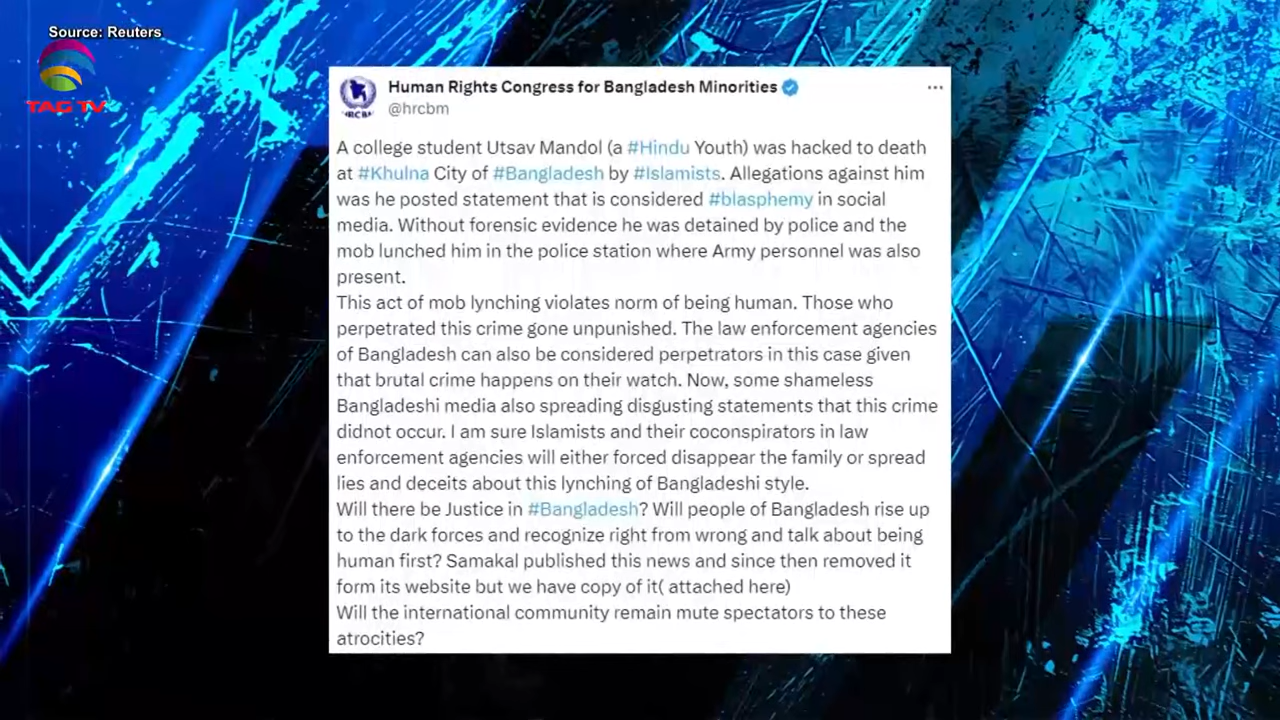 Source: Reuters
TAG TV
HRCBM
Human Rights Congress for Bangladesh Minorities
@hrcbm
A college student Utsav Mandol (a #Hindu Youth) was hacked to death
at #Khulna City of #Bangladesh by #Islamists. Allegations against him
was he posted statement that is considered #blasphemy in social
media. Without forensic evidence he was detained by police and the
mob lunched him in the police station where Army personnel was also
present.
This act of mob lynching violates norm of being human. Those who
perpetrated this crime gone unpunished. The law enforcement agencies
of Bangladesh can also be considered perpetrators in this case given
that brutal crime happens on their watch. Now, some shameless
Bangladeshi media also spreading disgusting statements that this crime
didnot occur. I am sure Islamists and their coconspirators in law
enforcement agencies will either forced disappear the family or spread
lies and deceits about this lynching of Bangladeshi style.
Will there be Justice in #Bangladesh? Will people of Bangladesh rise up
to the dark forces and recognize right from wrong and talk about being
human first? Samakal published this news and since then removed it
form its website but we have copy of it( attached here)
Will the international community remain mute spectators to these
atrocities?